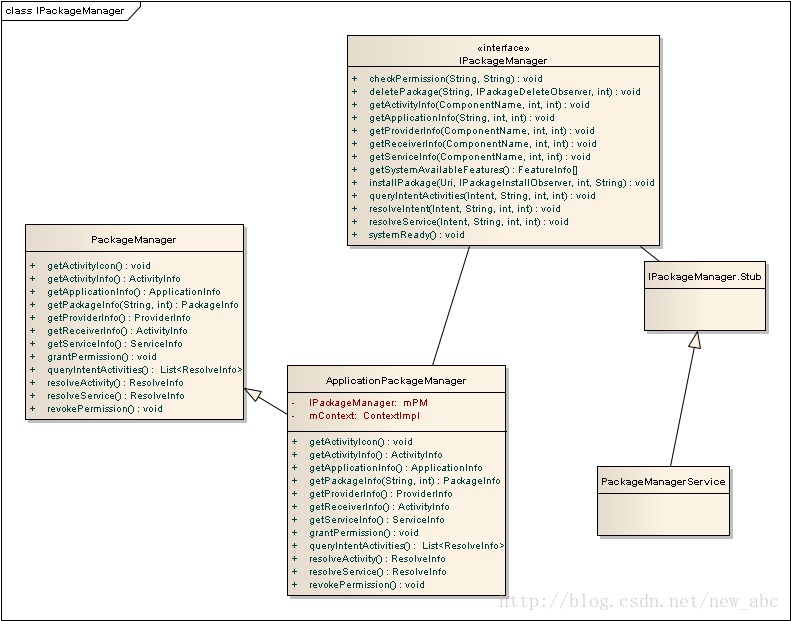 class IPackageManager
«interface»
IPackageManager
+ checkPermission(String, String) : void
+ deletePackage(String, IPackageDeleteObserver, int) : void
+ getActivityInfo(ComponentName, int, int) : void
+ getApplicationInfo(String, int, int) : void
+ getProviderInfo(ComponentName, int, int) : void
+ getReceiverInfo(ComponentName, int, int) : void
+ getServiceInfo(ComponentName, int, int) : void
+ getSystemAvailableFeatures() : FeatureInfo[]
+ installPackage(Uri, IPackageInstallObserver, int, String) : void
+ queryIntentActivities(Intent, String, int, int) : void
+ resolveIntent(Intent, String, int, int) : void
+ resolveService(Intent, String, int, int) : void
+ systemReady() : void
PackageManager
+ getActivityIcon() : void
+ getActivityInfo() : ActivityInfo
+ getApplicationInfo() : ApplicationInfo
+ getPackageInfo(String, int) : PackageInfo
+ getProviderInfo() : ProviderInfo
+ getReceiverInfo() : ActivityInfo
+ getServiceInfo() : ServiceInfo
+ grantPermission() : void
+ queryIntentActivities() : List<ResolveInfo>
+ resolveActivity() : ResolveInfo
+ resolveService() : ResolveInfo
+ revokePermission() : void
IPackageManager.Stub
ApplicationPackageManager
- IPackageManager: mPM
- mContext: ContextImpl
+ getActivityIcon() : void
+ getActivityInfo() : ActivityInfo
+ getApplicationInfo() : ApplicationInfo
+ getPackageInfo(String, int) : PackageInfo
+ getProviderInfo() : ProviderInfo
+ getReceiverInfo() : ActivityInfo
+ getServiceInfo() : ServiceInfo
+ grantPermission() : void
+ queryIntentActivities() : List<ResolveInfo>
+ resolveActivity() : ResolveInfo
+ resolveService() : ResolveInfo
+ revokePermission() : void
PackageManagerService
http://blog.csdn.net/new_abc